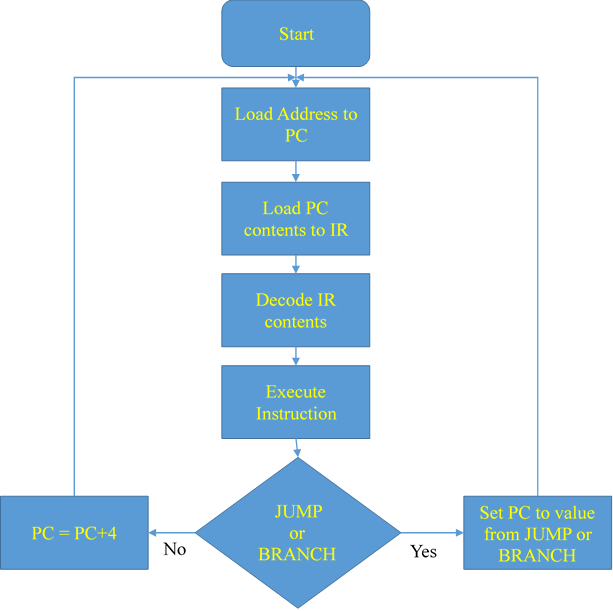 Start
Load Address to
PC
Load PC
contents to IR
Decode IR
contents
Execute
Instruction
JUMP
or
BRANCH
No
PC = PC+4
Yes
Set PC to value
from JUMP or
BRANCH